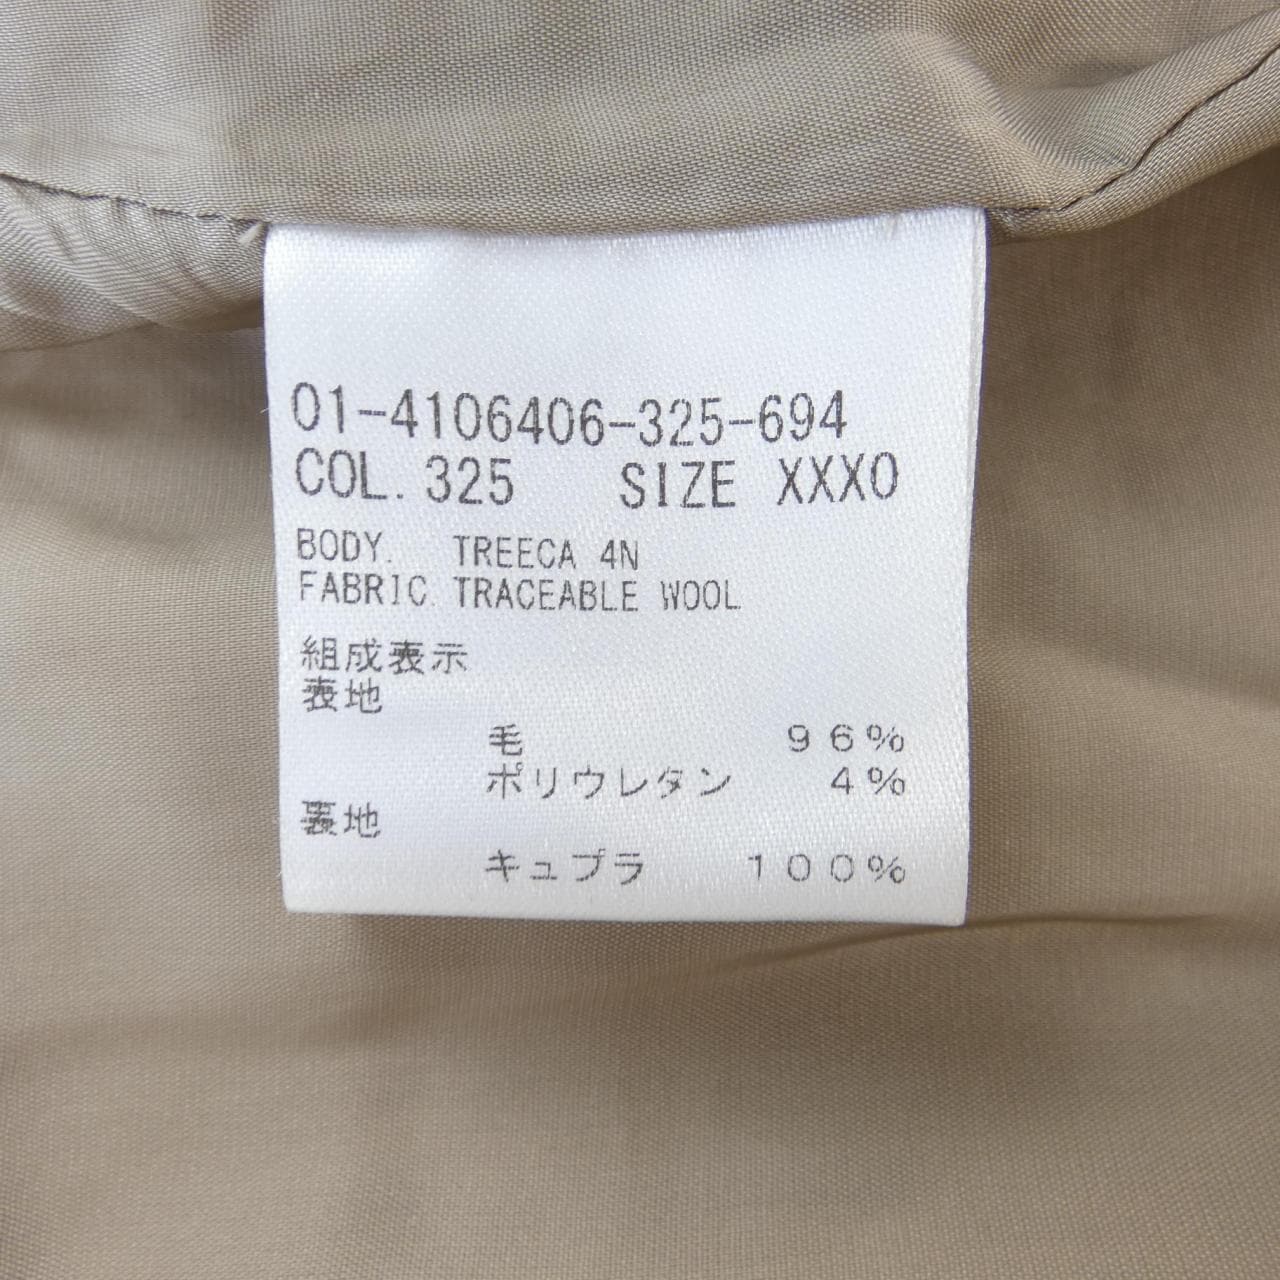 01-4106406-325-694
COL. 325 SIZE XXXO
BODY. TREECA 4N
FABRIC. TRACEABLE WOOL
組成表示
表地
毛 96%
ポリウレタン 4%
裏地
キュプラ 100%